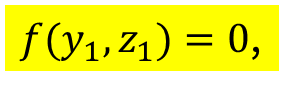 f(y₁, z₁) = 0,